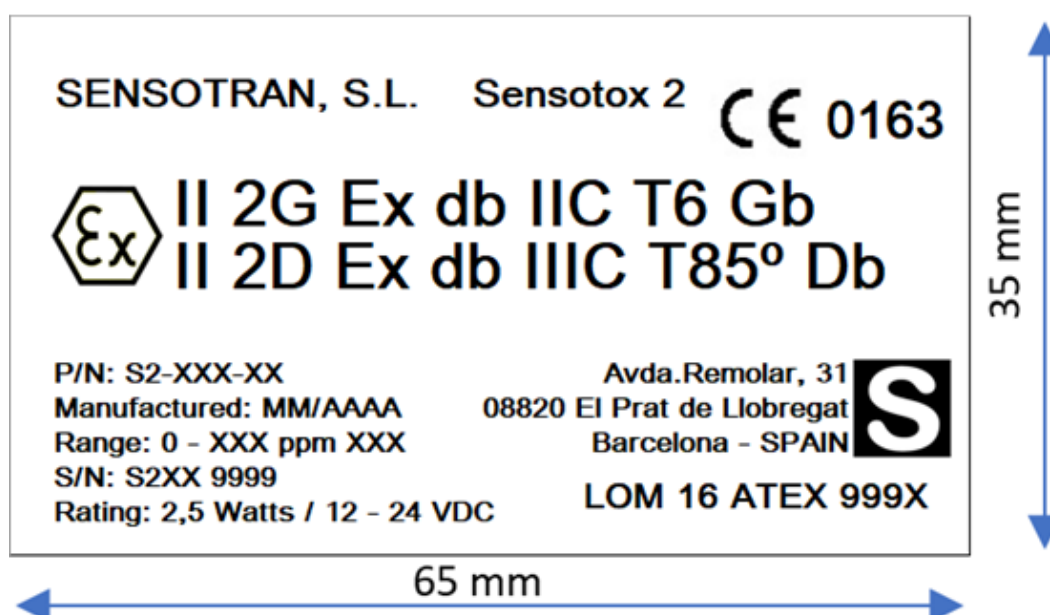 SENSOTRAN, S.L. Sensotox 2
CE 0163
Ex
II 2G Ex db IIC T6 Gb
II 2D Ex db IIIC T85º Db
P/N: S2-XXX-XX
Manufactured: MM/AAAA
Range: 0 - XXX ppm XXX
S/N: S2XX 9999
Rating: 2,5 Watts / 12 - 24 VDC
Avda.Remolar, 31
08820 El Prat de Llobregat
Barcelona - SPAIN
S
LOM 16 ATEX 999X
35 mm
65 mm